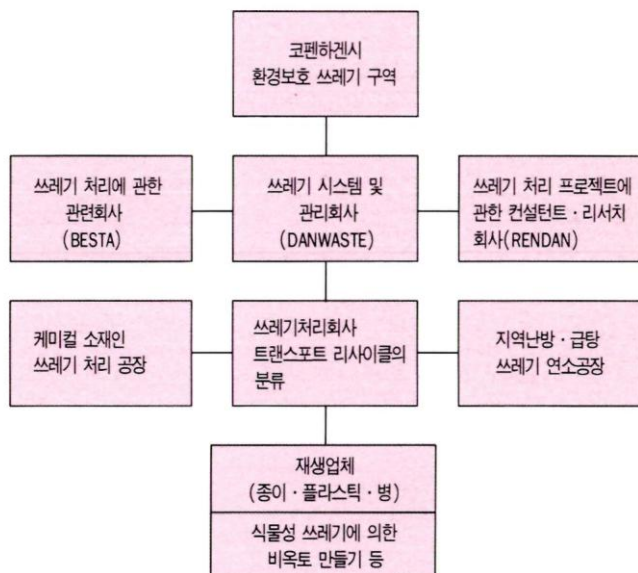 코펜하겐시
환경보호 쓰레기 구역
쓰레기 처리에 관한
관련회사
(BESTA)
쓰레기 시스템 및
관리회사
(DANWASTE)
쓰레기 처리 프로젝트에
관한 컨설턴트·리서치
회사(RENDAN)
케미컬 소재인
쓰레기 처리 공장
쓰레기처리회사
트랜스포트 리사이클의
분류
지역난방·급탕
쓰레기 연소공장
재생업체
(종이·플라스틱·병)
식물성 쓰레기에 의한
비옥토 만들기 등